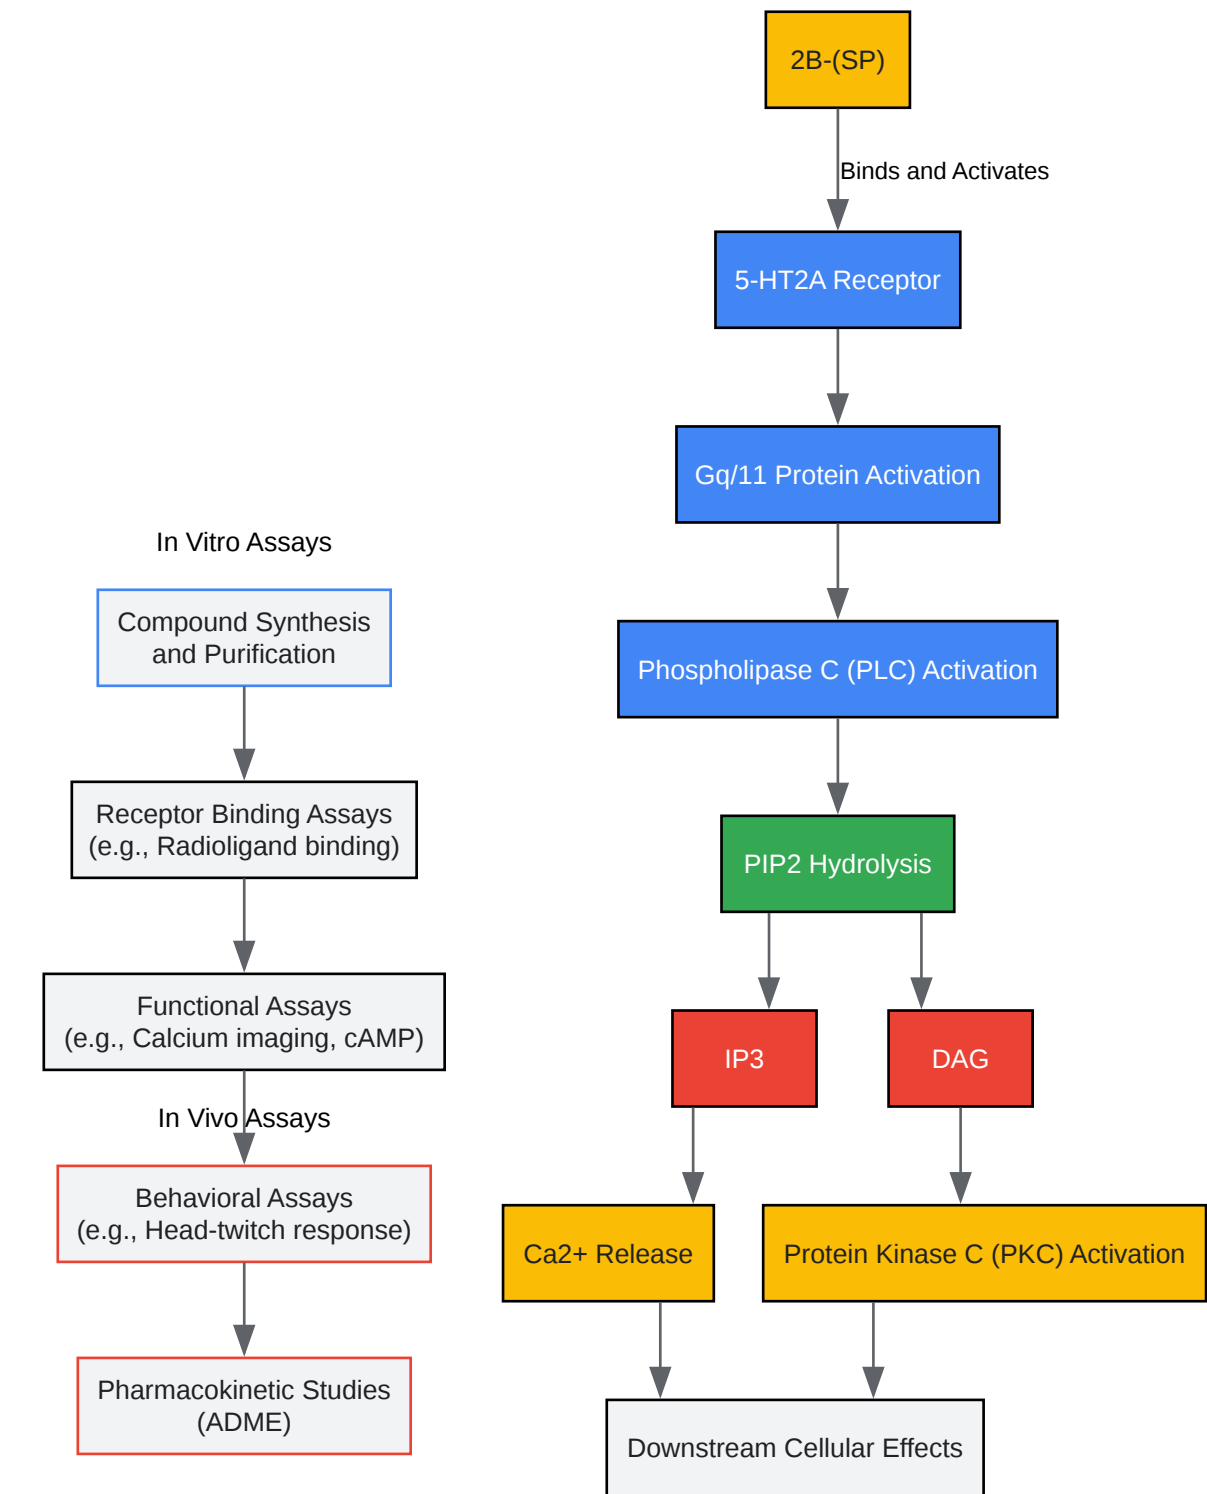 In Vitro Assays
Compound Synthesis
and Purification
Receptor Binding Assays
(e.g., Radioligand binding)
Functional Assays
(e.g., Calcium imaging, cAMP)
In Vivo Assays
Behavioral Assays
(e.g., Head-twitch response)
Pharmacokinetic Studies
(ADME)
2B-(SP)
Binds and Activates
5-HT2A Receptor
Gq/11 Protein Activation
Phospholipase C (PLC) Activation
PIP2 Hydrolysis
IP3
DAG
Ca2+ Release
Protein Kinase C (PKC) Activation
Downstream Cellular Effects